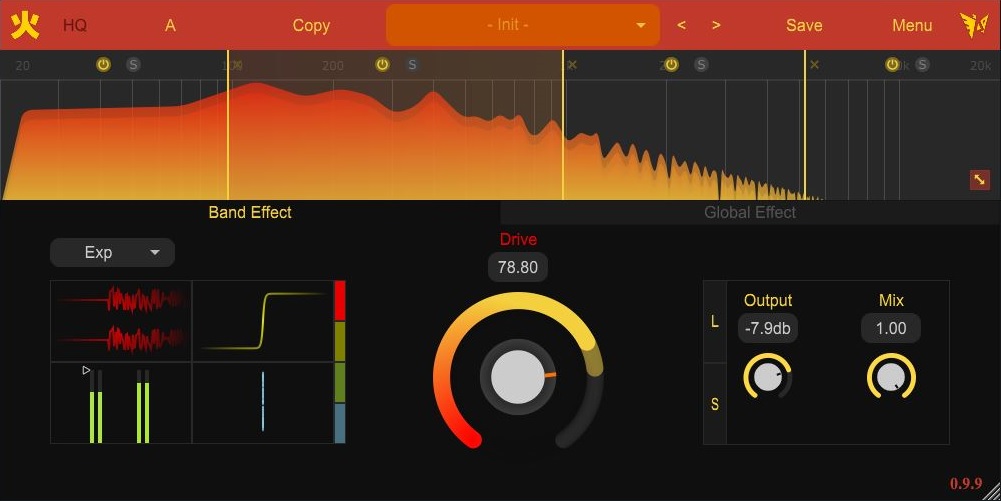 火 HQ A Copy - Init - < > Save Menu
20 S 200 S S S 20k
Band Effect Global Effect
Drive
Exp 78.80
Output Mix
L -7.9db 1.00
S
0.9.9